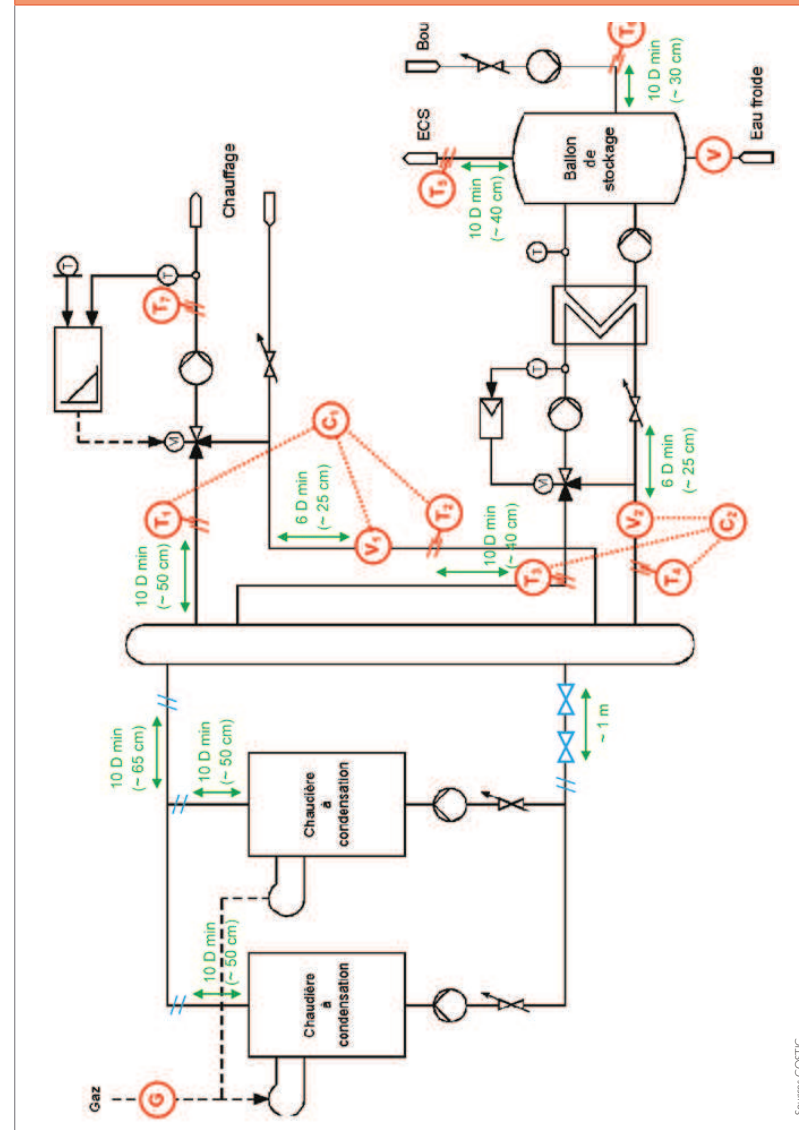 Gaz
G
10 D min
(~ 65 cm)
10 D min
(~ 50 cm)
10 D min
(~ 50 cm)
Chaudière
à
condensation
Chaudière
à
condensation
~ 1 m
10 D min
(~ 50 cm)
T1
M
T7
T
T
Chauffage
6 D min
(~ 25 cm)
V1
T2
C1
10 D min
(~ 40 cm)
T3
M
T
T
10 D min
(~ 40 cm)
T5
ECS
Bou
10 D min
(~ 30 cm)
Ballon
de
stockage
6 D min
(~ 25 cm)
V2
T4
C2
V
Eau froide